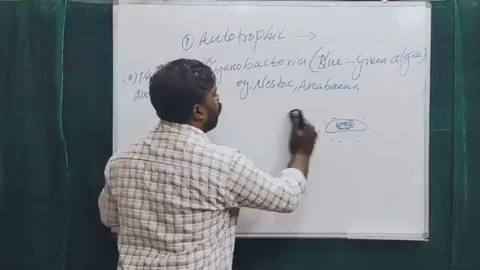 ① Autotrophic →
(a) Cyanobacteria (Blue-Green algae)
eg. Nostoc, Anabaena